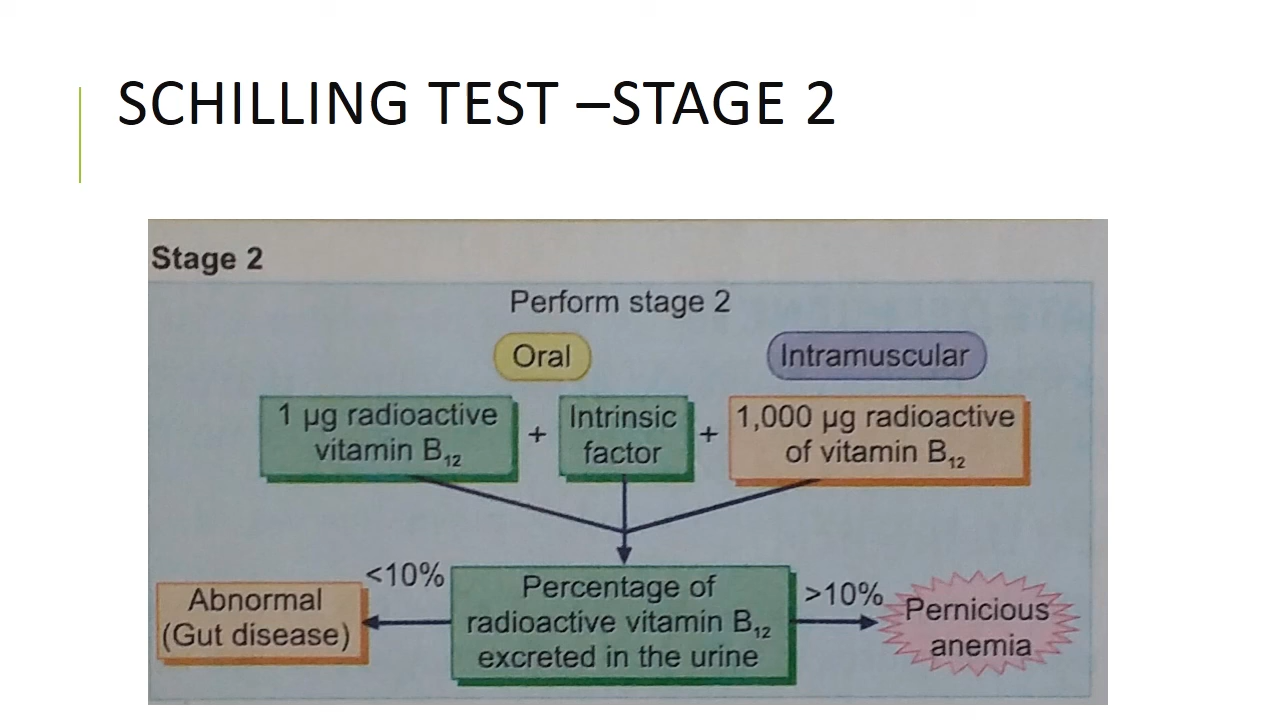 SCHILLING TEST –STAGE 2
Stage 2
Perform stage 2
Oral
Intramuscular
1 µg radioactive
vitamin B12
+
Intrinsic
factor
+
1,000 µg radioactive
of vitamin B12
<10%
Abnormal
(Gut disease)
Percentage of
radioactive vitamin B12
excreted in the urine
>10%
Pernicious
anemia